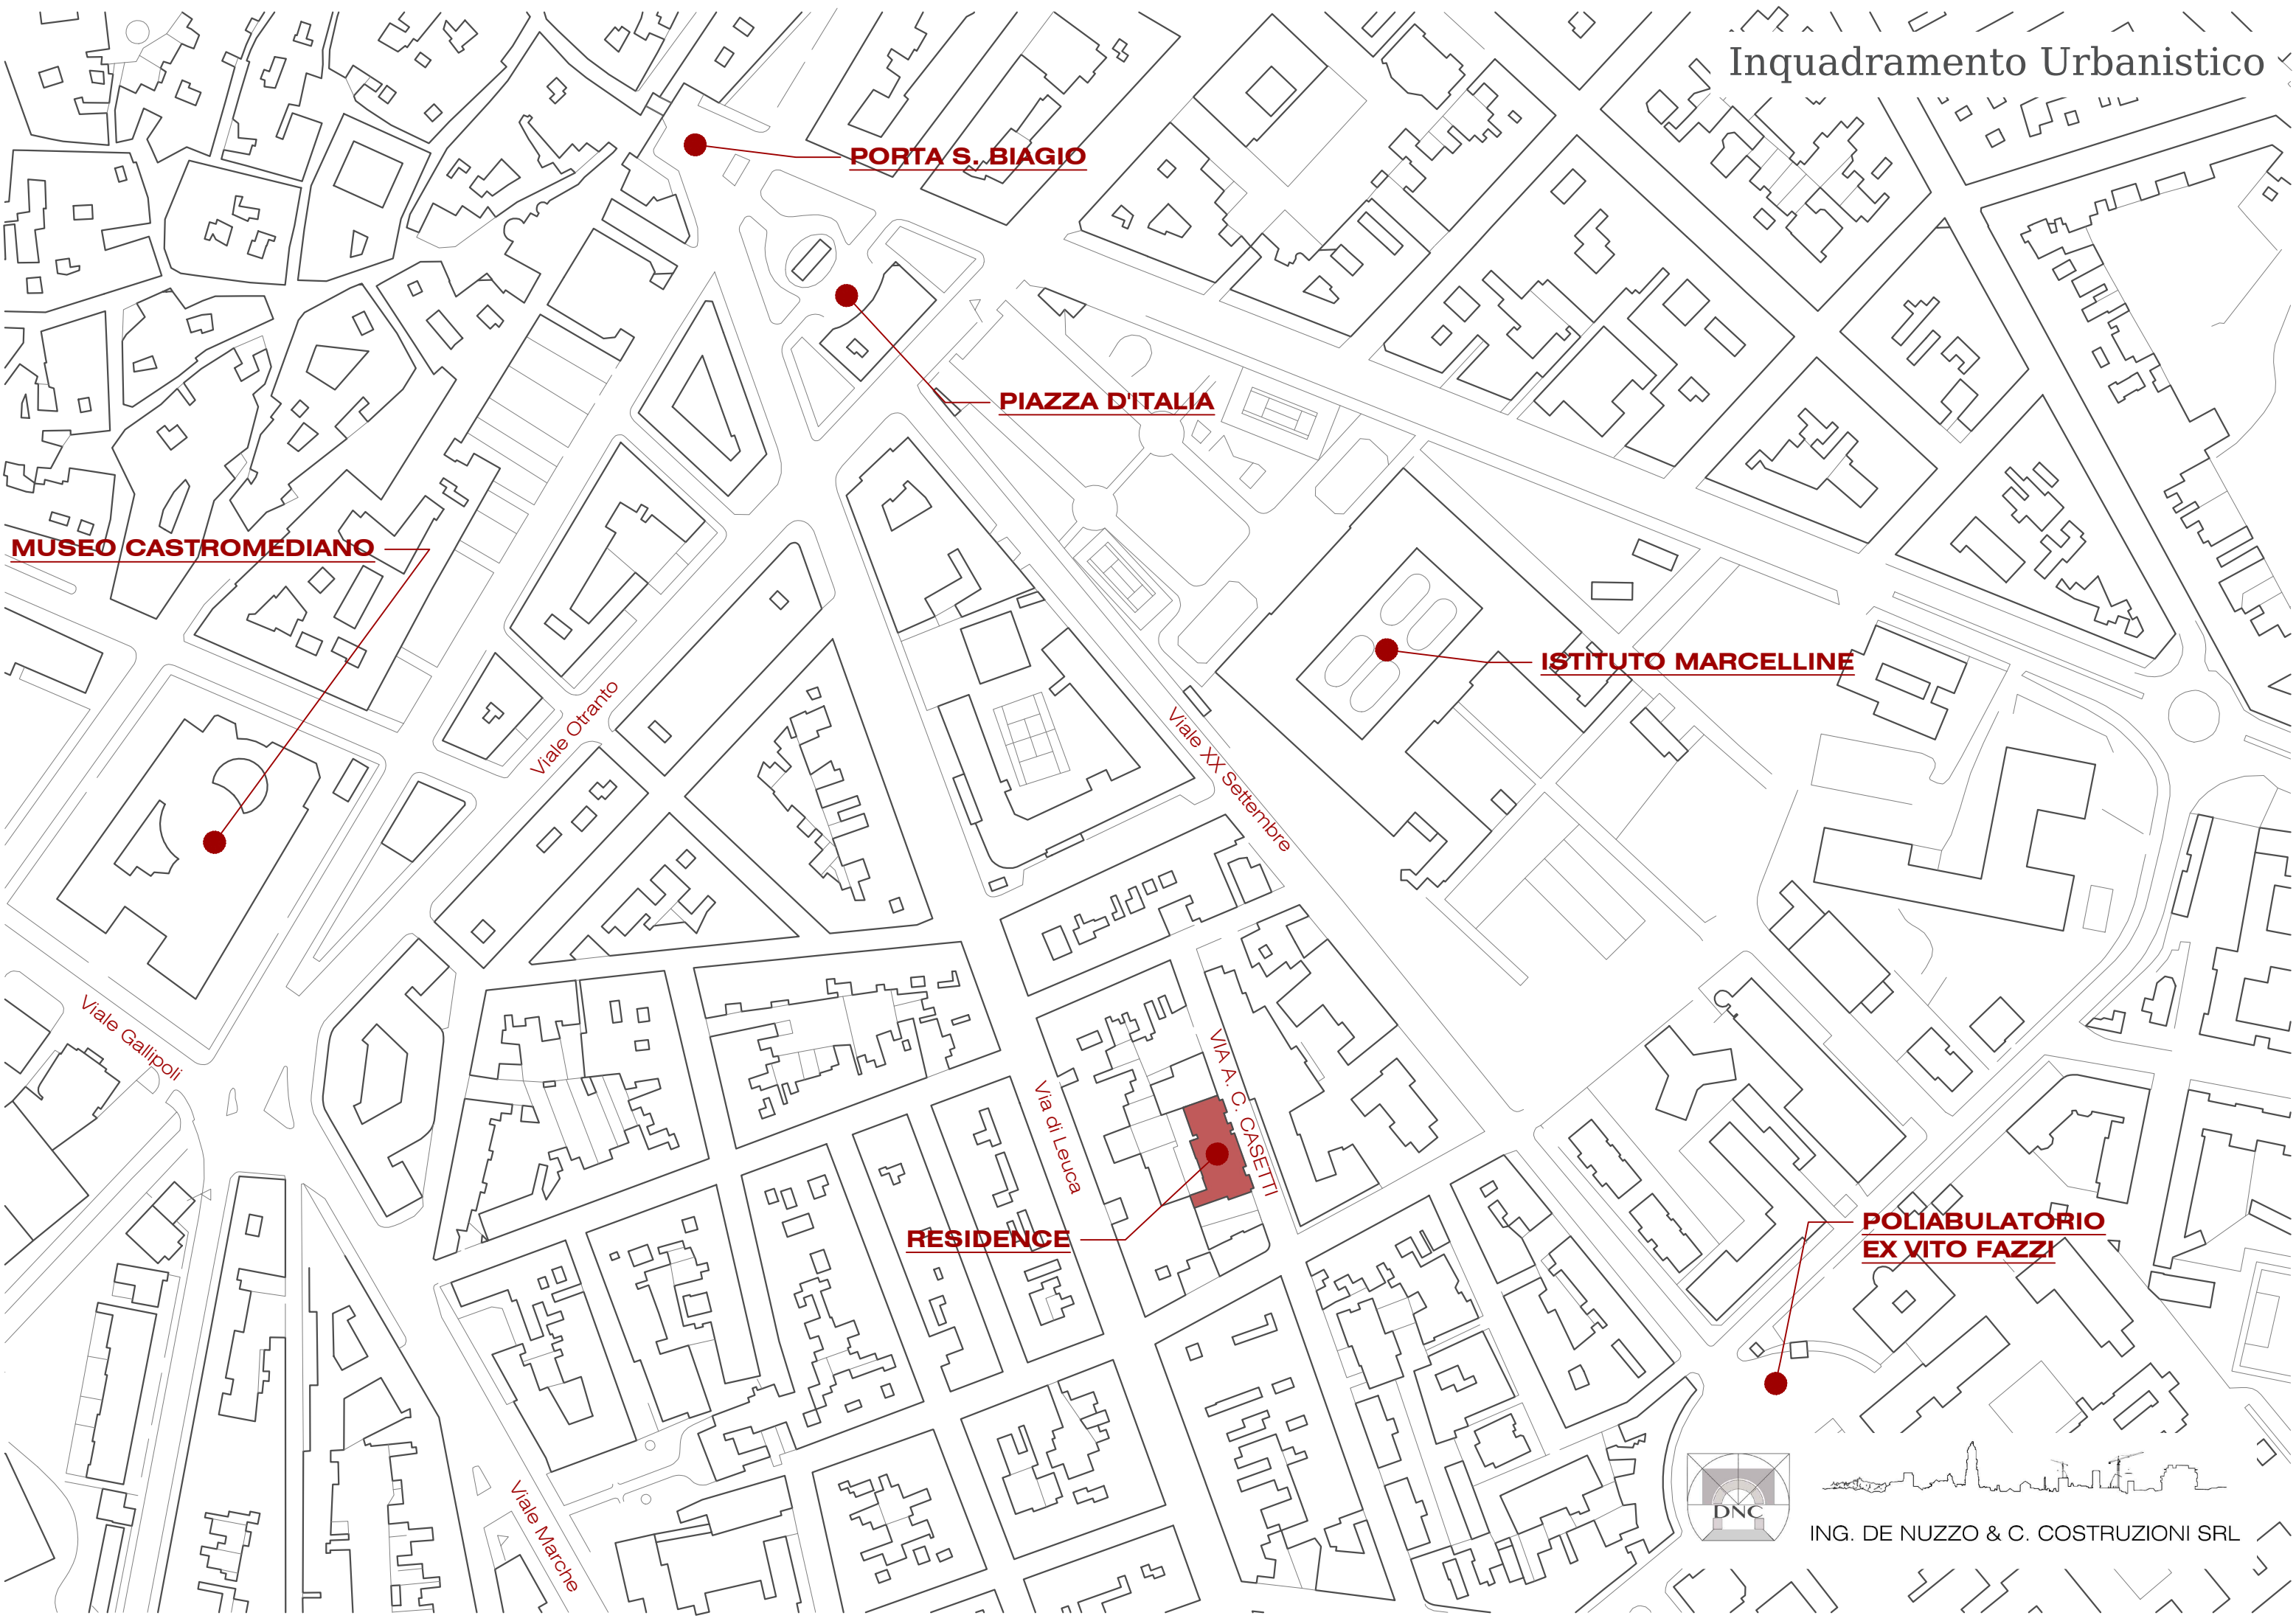 Inquadramento Urbanistico
PORTA S. BIAGIO
PIAZZA D'ITALIA
MUSEO CASTROMEDIANO
ISTITUTO MARCELLINE
Viale Otranto
Viale XX Settembre
Viale Gallipoli
VIA A. C. CASETTI
Via di Leuca
RESIDENCE
POLIABULATORIO
EX VITO FAZZI
Viale Marche
DNC
ING. DE NUZZO & C. COSTRUZIONI SRL